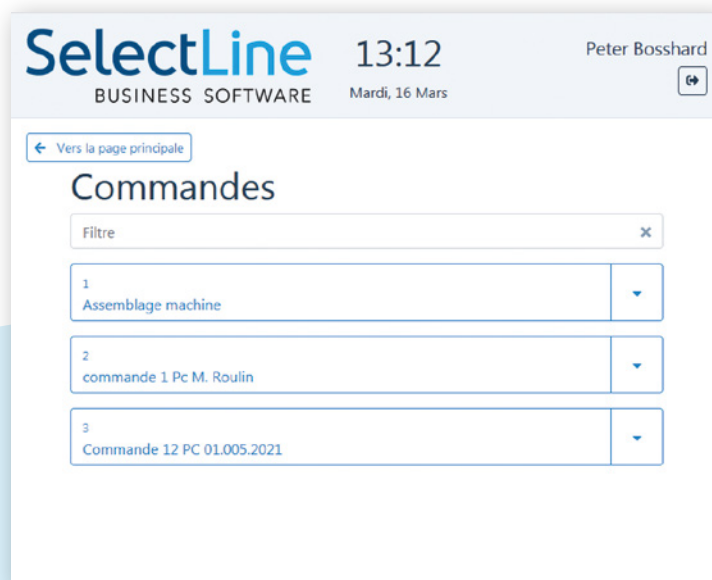 SelectLine
BUSINESS SOFTWARE
13:12
Mardi, 16 Mars
Peter Bosshard
Vers la page principale
Commandes
Filtre
1
Assemblage machine
2
commande 1 Pc M. Roulin
3
Commande 12 PC 01.005.2021